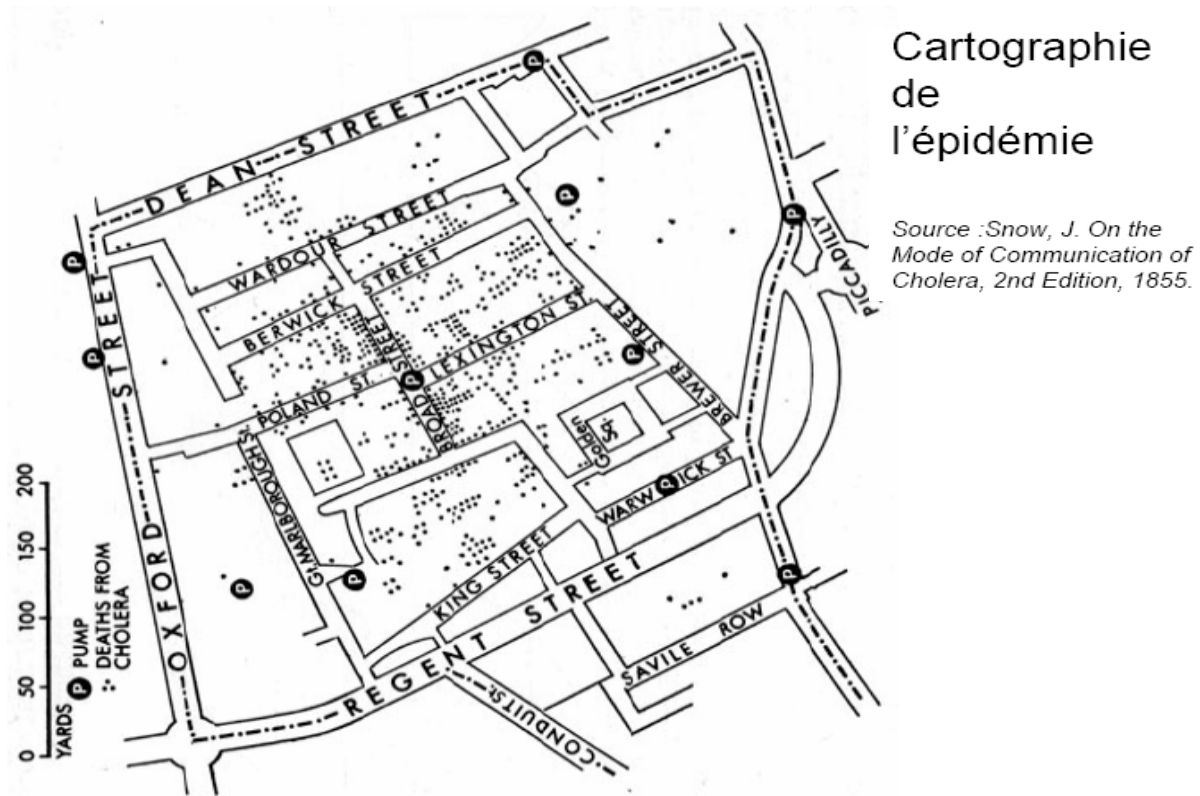 Cartographie
de
l'épidémie
Source :Snow, J. On the
Mode of Communication of
Cholera, 2nd Edition, 1855.
DEAN STREET
WARDOUR STREET
BERWICK STREET
LEXINGTON ST.
POLAND ST.
BROAD STREET
BREWER STREET
PICCADILLY
Golden
Sq.
WARWICK ST
Gt. MARLBOROUGH St.
KING STREET
REGENT STREET
SAVILE ROW
CONDUIT St.
OXFORD STREET
P
P
P
P
P
P
P
P
P
P
P
P
0 50 100 150 200
YARDS
P PUMP
DEATHS FROM
CHOLERA